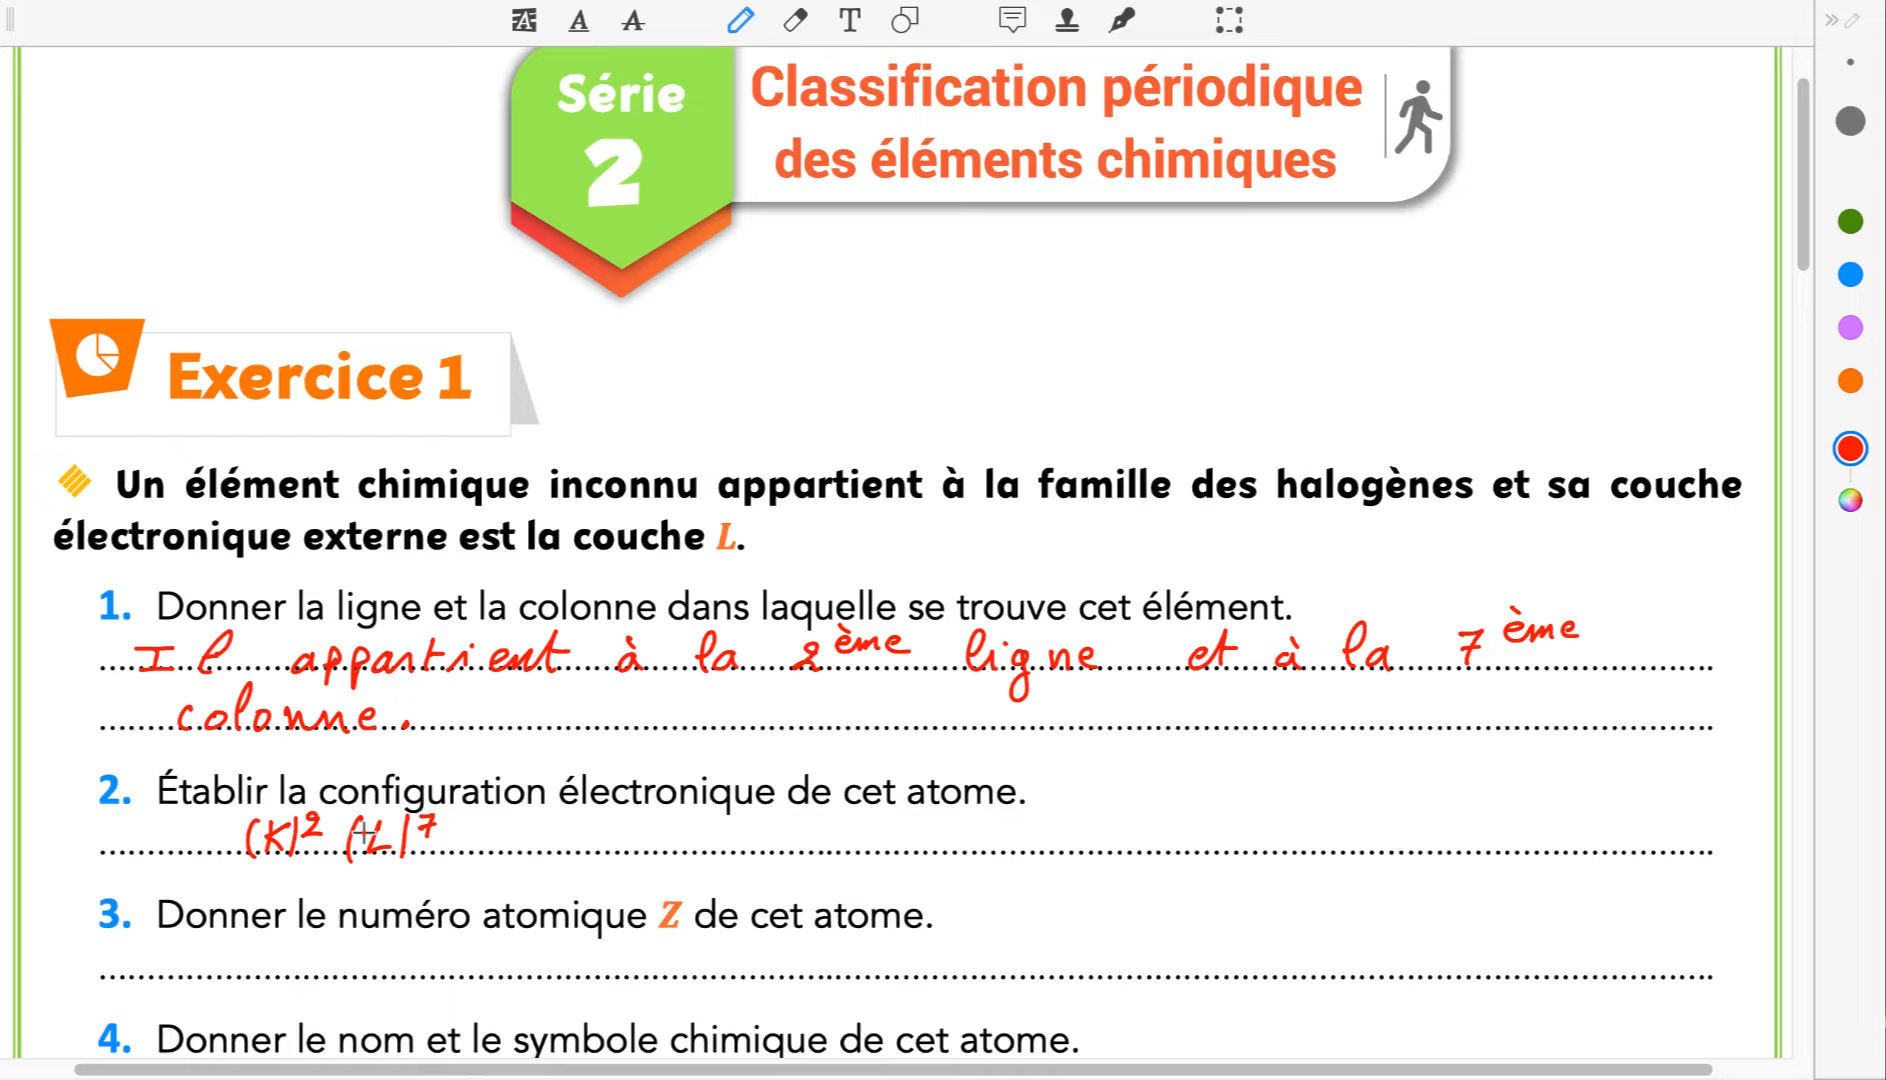 Série
2
Classification périodique
des éléments chimiques
Exercice 1
Un élément chimique inconnu appartient à la famille des halogènes et sa couche
électronique externe est la couche L.
1. Donner la ligne et la colonne dans laquelle se trouve cet élément.
Il appartient à la 2ème ligne et à la 7ème
colonne.
2. Établir la configuration électronique de cet atome.
(K)² (L)⁷
3. Donner le numéro atomique Z de cet atome.
4. Donner le nom et le symbole chimique de cet atome.